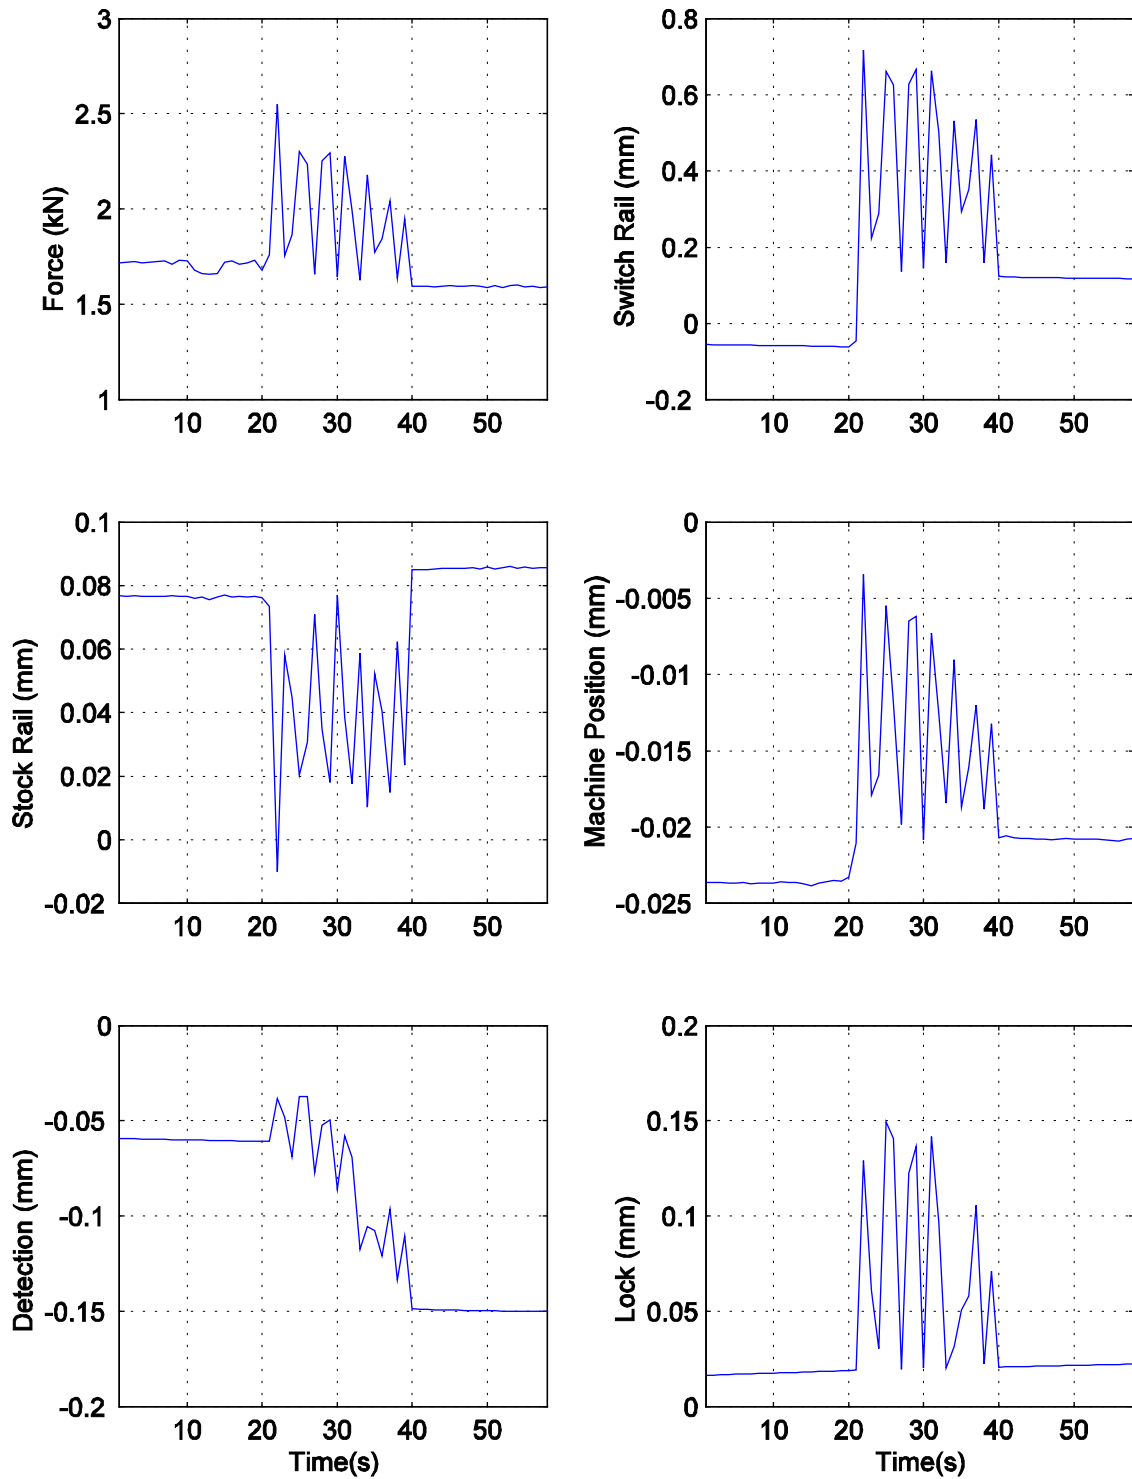 3
2.5
2
1.5
1
Force (kN)
10 20 30 40 50
0.8
0.6
0.4
0.2
0
-0.2
Switch Rail (mm)
10 20 30 40 50
0.1
0.08
0.06
0.04
0.02
0
-0.02
Stock Rail (mm)
10 20 30 40 50
0
-0.005
-0.01
-0.015
-0.02
-0.025
Machine Position (mm)
10 20 30 40 50
0
-0.05
-0.1
-0.15
-0.2
Detection (mm)
10 20 30 40 50
Time(s)
0.2
0.15
0.1
0.05
0
Lock (mm)
10 20 30 40 50
Time(s)